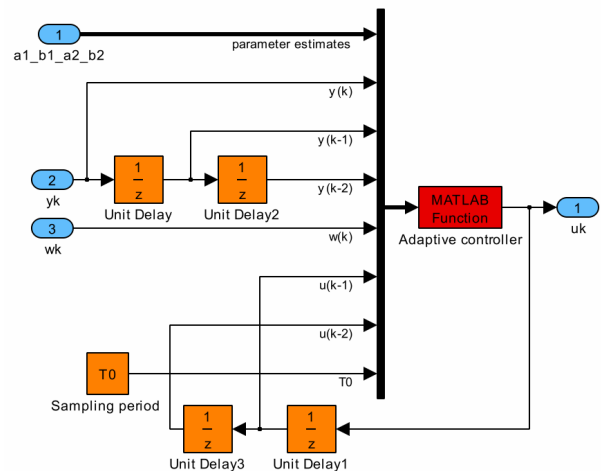 1
a1_b1_a2_b2
parameter estimates
y(k)
y(k-1)
2
yk
1
z
Unit Delay
1
z
Unit Delay2
y(k-2)
MATLAB
Function
Adaptive controller
1
uk
3
wk
w(k)
u(k-1)
u(k-2)
T0
Sampling period
T0
1
z
Unit Delay3
1
z
Unit Delay1